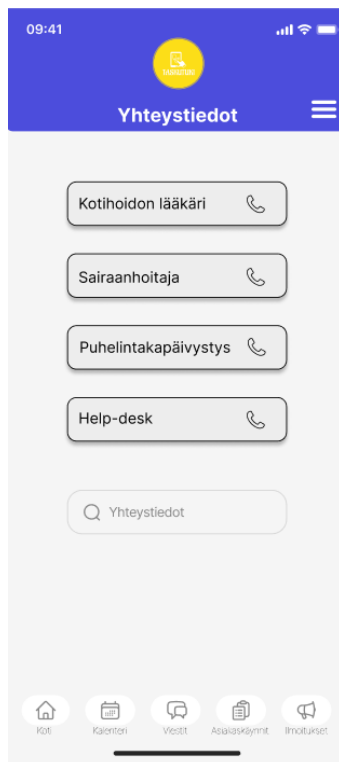 09:41
Yhteystiedot
Kotihoidon lääkäri
Sairaanhoitaja
Puhelintakapäivystys
Help-desk
Yhteystiedot
Koti
Kalenteri
Viestit
Asiakaskäynnit
Ilmoitukset